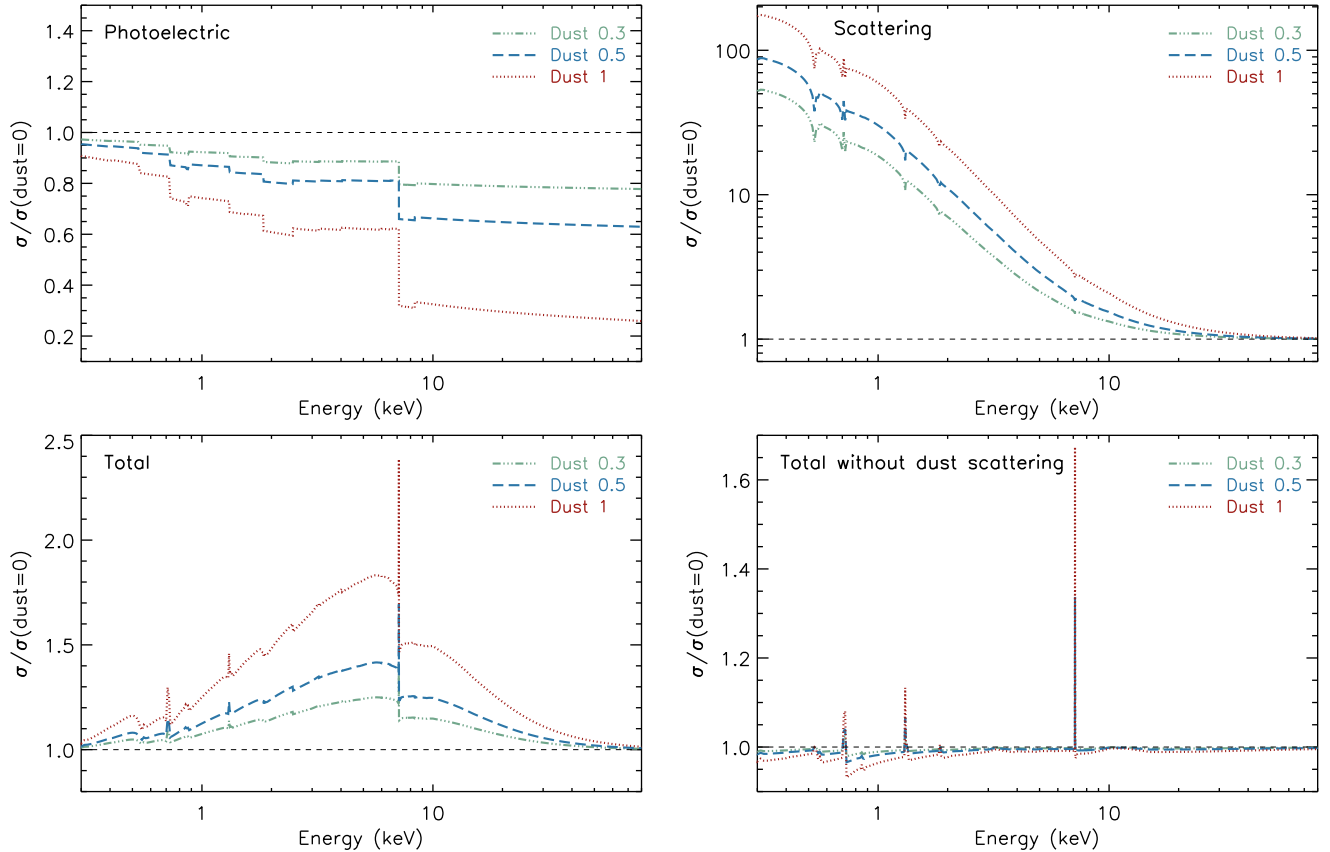 Photoelectric
Dust 0.3
Dust 0.5
Dust 1
1.4
1.2
1.0
0.8
0.6
0.4
0.2
σ/σ(dust=0)
1
10
Energy (keV)
Scattering
Dust 0.3
Dust 0.5
Dust 1
100
10
1
σ/σ(dust=0)
1
10
Energy (keV)
Total
Dust 0.3
Dust 0.5
Dust 1
2.5
2.0
1.5
1.0
σ/σ(dust=0)
1
10
Energy (keV)
Total without dust scattering
Dust 0.3
Dust 0.5
Dust 1
1.6
1.4
1.2
1.0
σ/σ(dust=0)
1
10
Energy (keV)